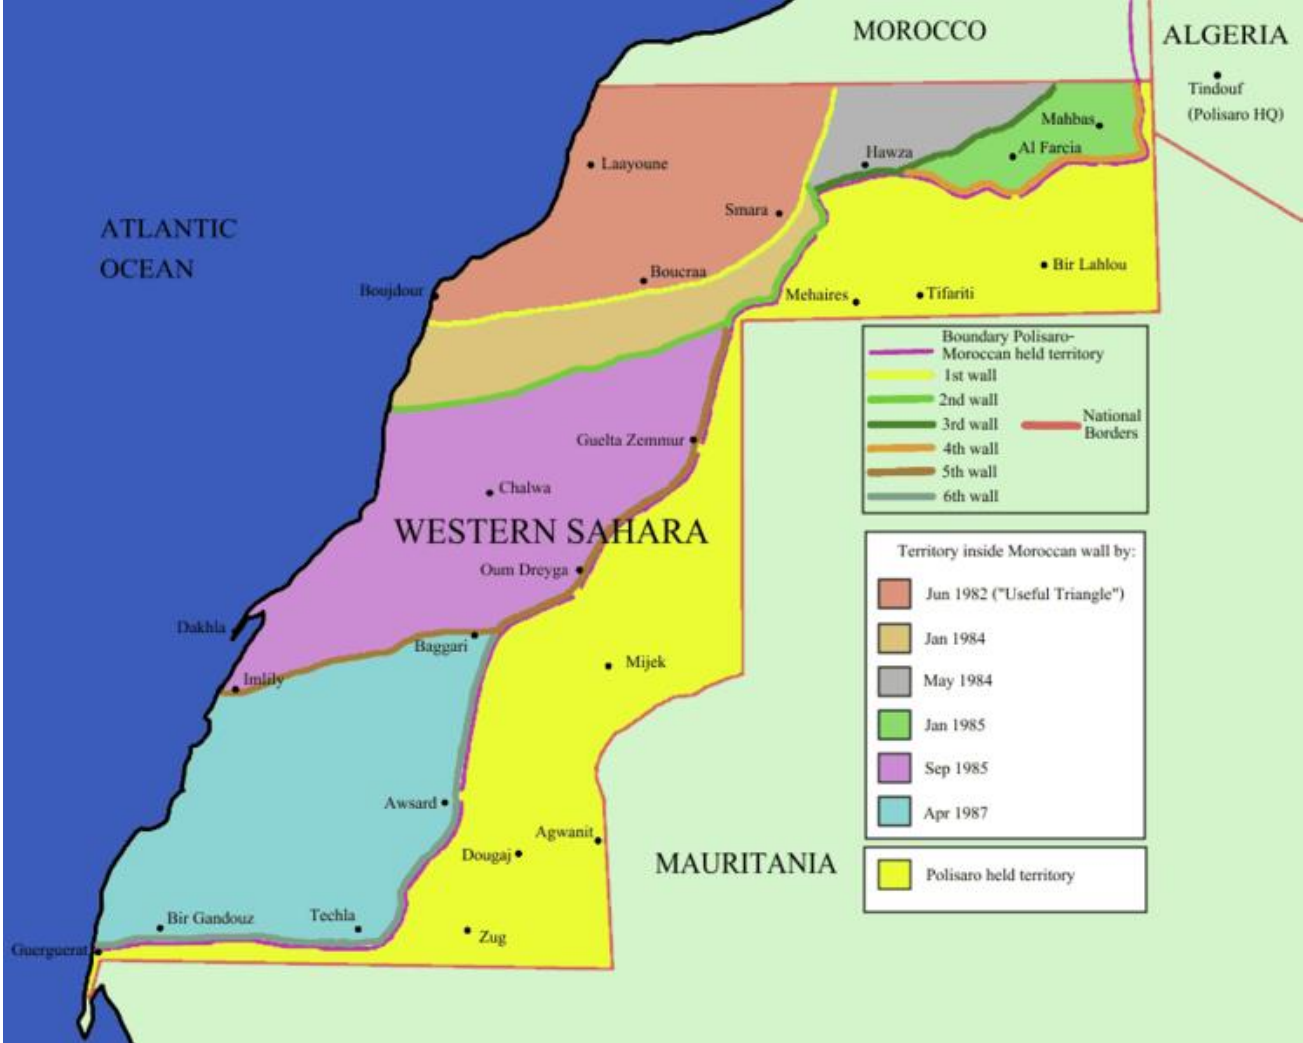 MOROCCO
ALGERIA
Tindouf
(Polisaro HQ)
Mahbas
Al Farcia
Hawza
Laayoune
Smara
ATLANTIC
OCEAN
Boucraa
Bir Lahlou
Boujdour
Mehaires
Tifariti
Boundary Polisaro-
Moroccan held territory
1st wall
2nd wall
3rd wall
National
Borders
4th wall
5th wall
6th wall
Guelta Zemmur
Chalwa
WESTERN SAHARA
Oum Dreyga
Territory inside Moroccan wall by:
Jun 1982 ("Useful Triangle")
Jan 1984
May 1984
Jan 1985
Sep 1985
Apr 1987
Polisaro held territory
Dakhla
Baggari
Mijek
Imlily
Awsard
Agwanit
Dougaj
MAURITANIA
Bir Gandouz
Techla
Zug
Guerguerat